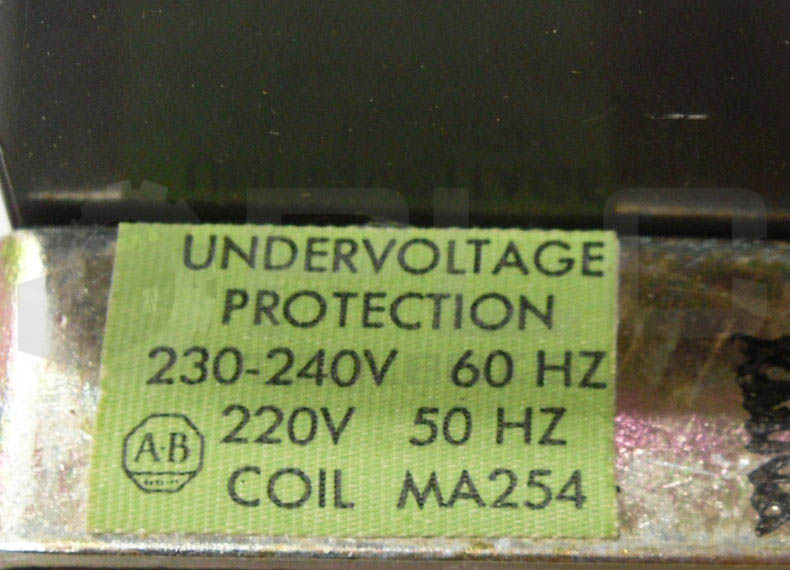 UNDERVOLTAGE
PROTECTION
230-240V 60 HZ
220V 50 HZ
A·B
COIL MA254